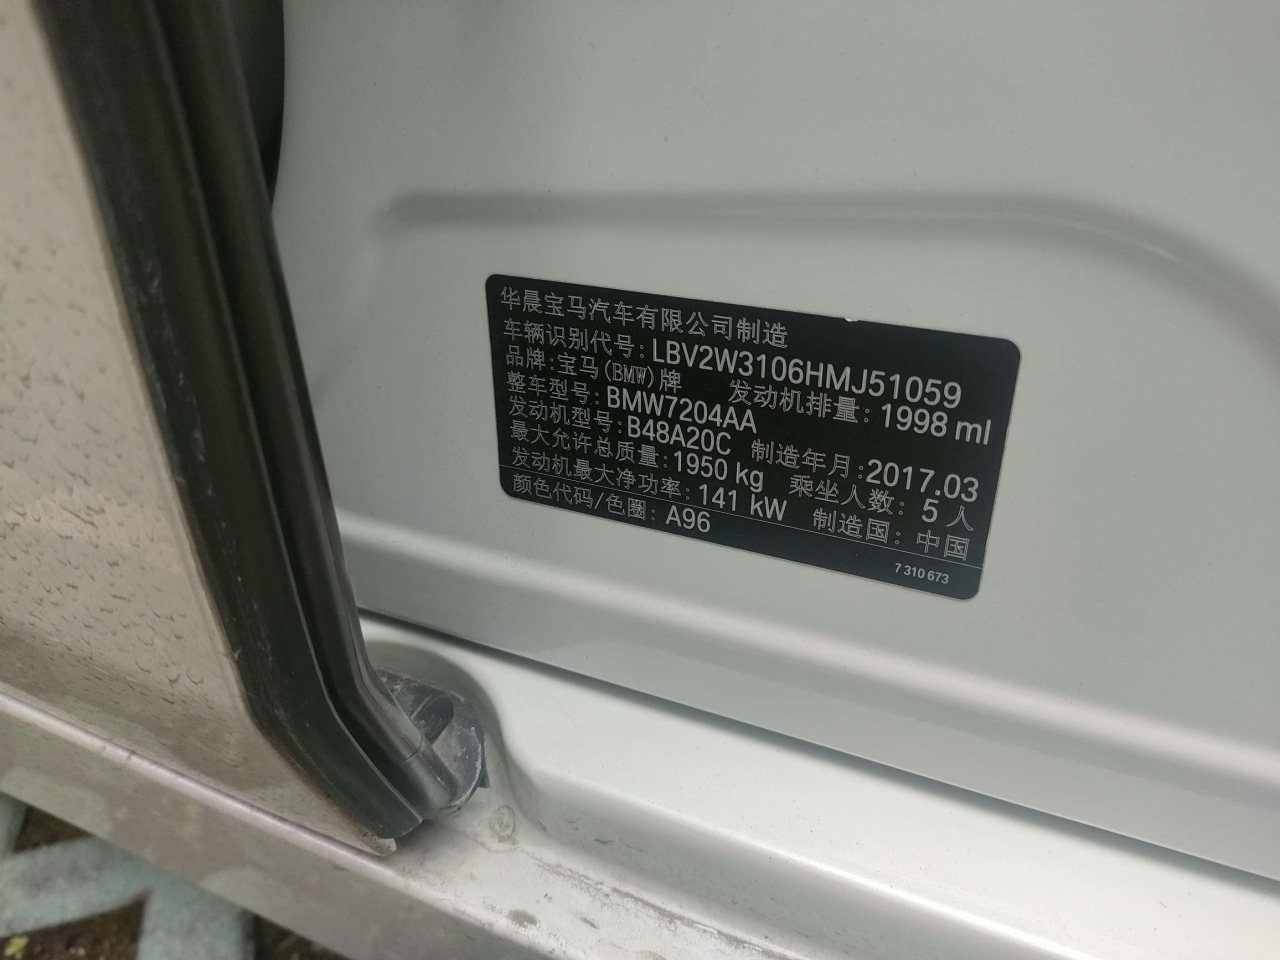 华晨宝马汽车有限公司制造
车辆识别代号: LBV2W3106HMJ51059
品牌: 宝马(BMW)牌 发动机排量: 1998 ml
整车型号: BMW7204AA
发动机型号: B48A20C 制造年月: 2017.03
最大允许总质量: 1950 kg 乘坐人数: 5 人
发动机最大净功率: 141 kW 制造国: 中国
颜色代码/色圈: A96
7 310 673